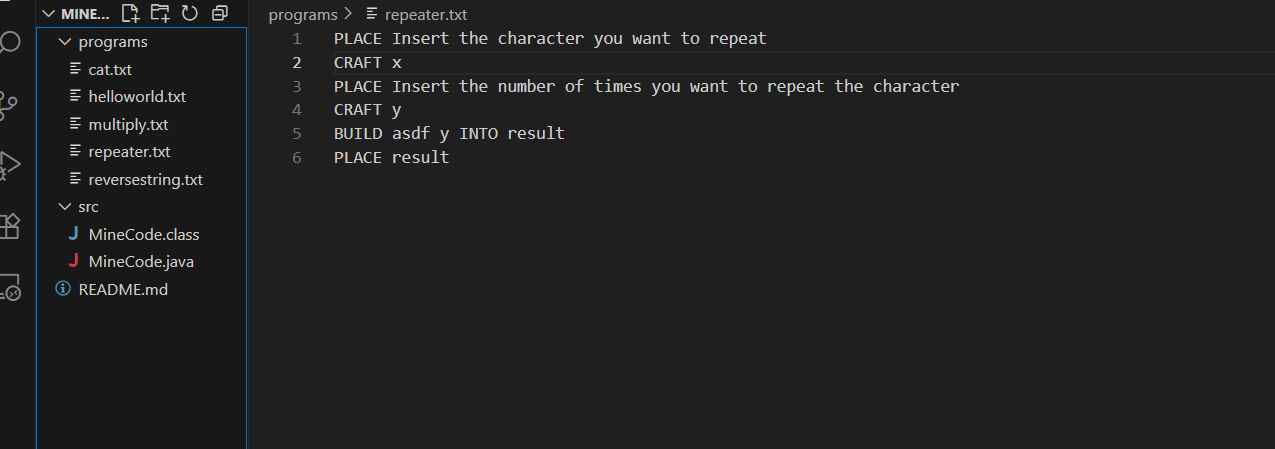 MINE...
programs
cat.txt
helloworld.txt
multiply.txt
repeater.txt
reversestring.txt
src
J MineCode.class
J MineCode.java
README.md
programs > repeater.txt
1 PLACE Insert the character you want to repeat
2 CRAFT x
3 PLACE Insert the number of times you want to repeat the character
4 CRAFT y
5 BUILD asdf y INTO result
6 PLACE result